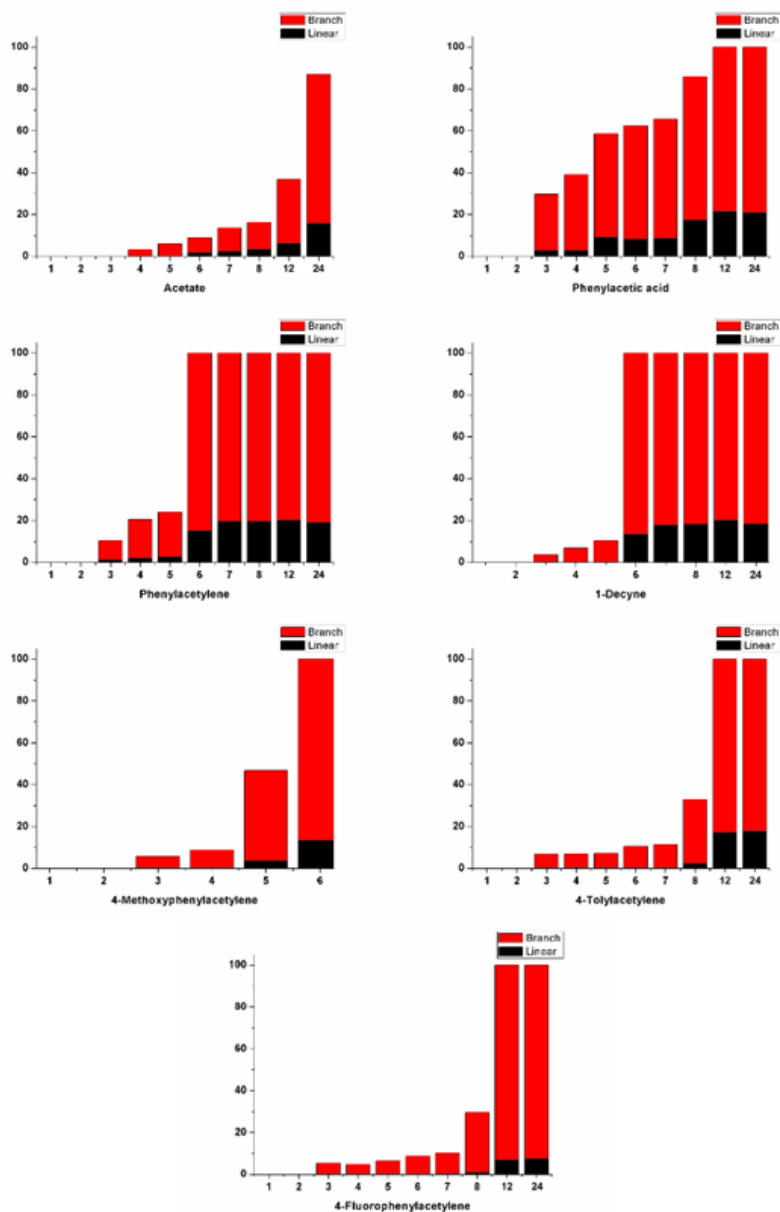 Branch
Linear
100
80
60
40
20
0
1 2 3 4 5 6 7 8 12 24
Acetate
Branch
Linear
100
80
60
40
20
0
1 2 3 4 5 6 7 8 12 24
Phenylacetic acid
Branch
Linear
100
80
60
40
20
0
1 2 3 4 5 6 7 8 12 24
Phenylacetylene
Branch
Linear
100
80
60
40
20
0
2 4 6 8 12 24
1-Decyne
Branch
Linear
100
80
60
40
20
0
1 2 3 4 5 6
4-Methoxyphenylacetylene
Branch
Linear
100
80
60
40
20
0
1 2 3 4 5 6 7 8 12 24
4-Tolylacetylene
Branch
Linear
100
80
60
40
20
0
1 2 3 4 5 6 7 8 12 24
4-Fluorophenylacetylene